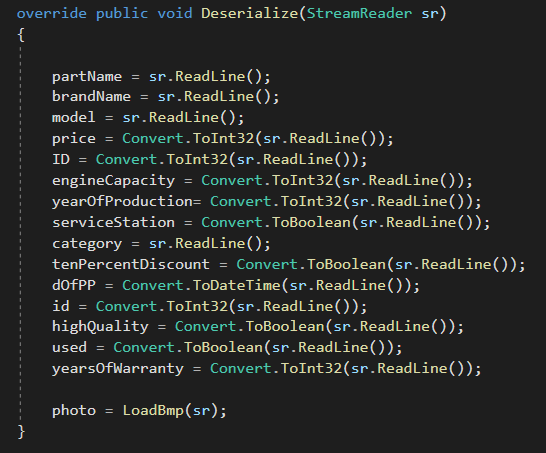 override public void Deserialize(StreamReader sr)
{
partName = sr.ReadLine();
brandName = sr.ReadLine();
model = sr.ReadLine();
price = Convert.ToInt32(sr.ReadLine());
ID = Convert.ToInt32(sr.ReadLine());
engineCapacity = Convert.ToInt32(sr.ReadLine());
yearOfProduction= Convert.ToInt32(sr.ReadLine());
serviceStation = Convert.ToBoolean(sr.ReadLine());
category = sr.ReadLine();
tenPercentDiscount = Convert.ToBoolean(sr.ReadLine());
dOfPP = Convert.ToDateTime(sr.ReadLine());
id = Convert.ToInt32(sr.ReadLine());
highQuality = Convert.ToBoolean(sr.ReadLine());
used = Convert.ToBoolean(sr.ReadLine());
yearsOfWarranty = Convert.ToInt32(sr.ReadLine());
photo = LoadBmp(sr);
}